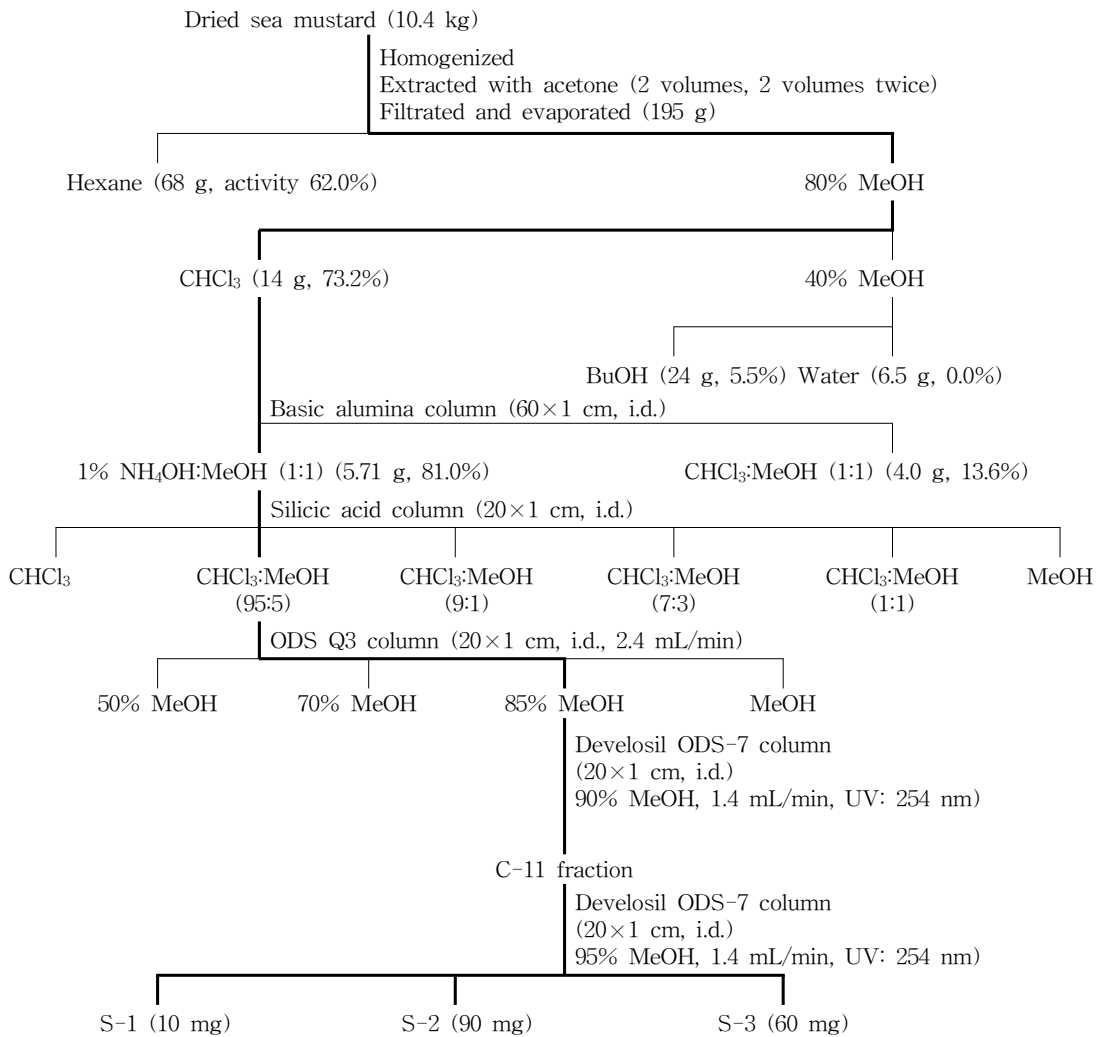 Dried sea mustard (10.4 kg)
Homogenized
Extracted with acetone (2 volumes, 2 volumes twice)
Filtrated and evaporated (195 g)
Hexane (68 g, activity 62.0%)
80% MeOH
CHCl₃ (14 g, 73.2%)
40% MeOH
BuOH (24 g, 5.5%) Water (6.5 g, 0.0%)
Basic alumina column (60×1 cm, i.d.)
1% NH₄OH:MeOH (1:1) (5.71 g, 81.0%)
CHCl₃:MeOH (1:1) (4.0 g, 13.6%)
Silicic acid column (20×1 cm, i.d.)
CHCl₃
CHCl₃:MeOH
(95:5)
CHCl₃:MeOH
(9:1)
CHCl₃:MeOH
(7:3)
CHCl₃:MeOH
(1:1)
MeOH
ODS Q3 column (20×1 cm, i.d., 2.4 mL/min)
50% MeOH
70% MeOH
85% MeOH
MeOH
Develosil ODS-7 column
(20×1 cm, i.d.)
90% MeOH, 1.4 mL/min, UV: 254 nm)
C-11 fraction
Develosil ODS-7 column
(20×1 cm, i.d.)
95% MeOH, 1.4 mL/min, UV: 254 nm)
S-1 (10 mg)
S-2 (90 mg)
S-3 (60 mg)